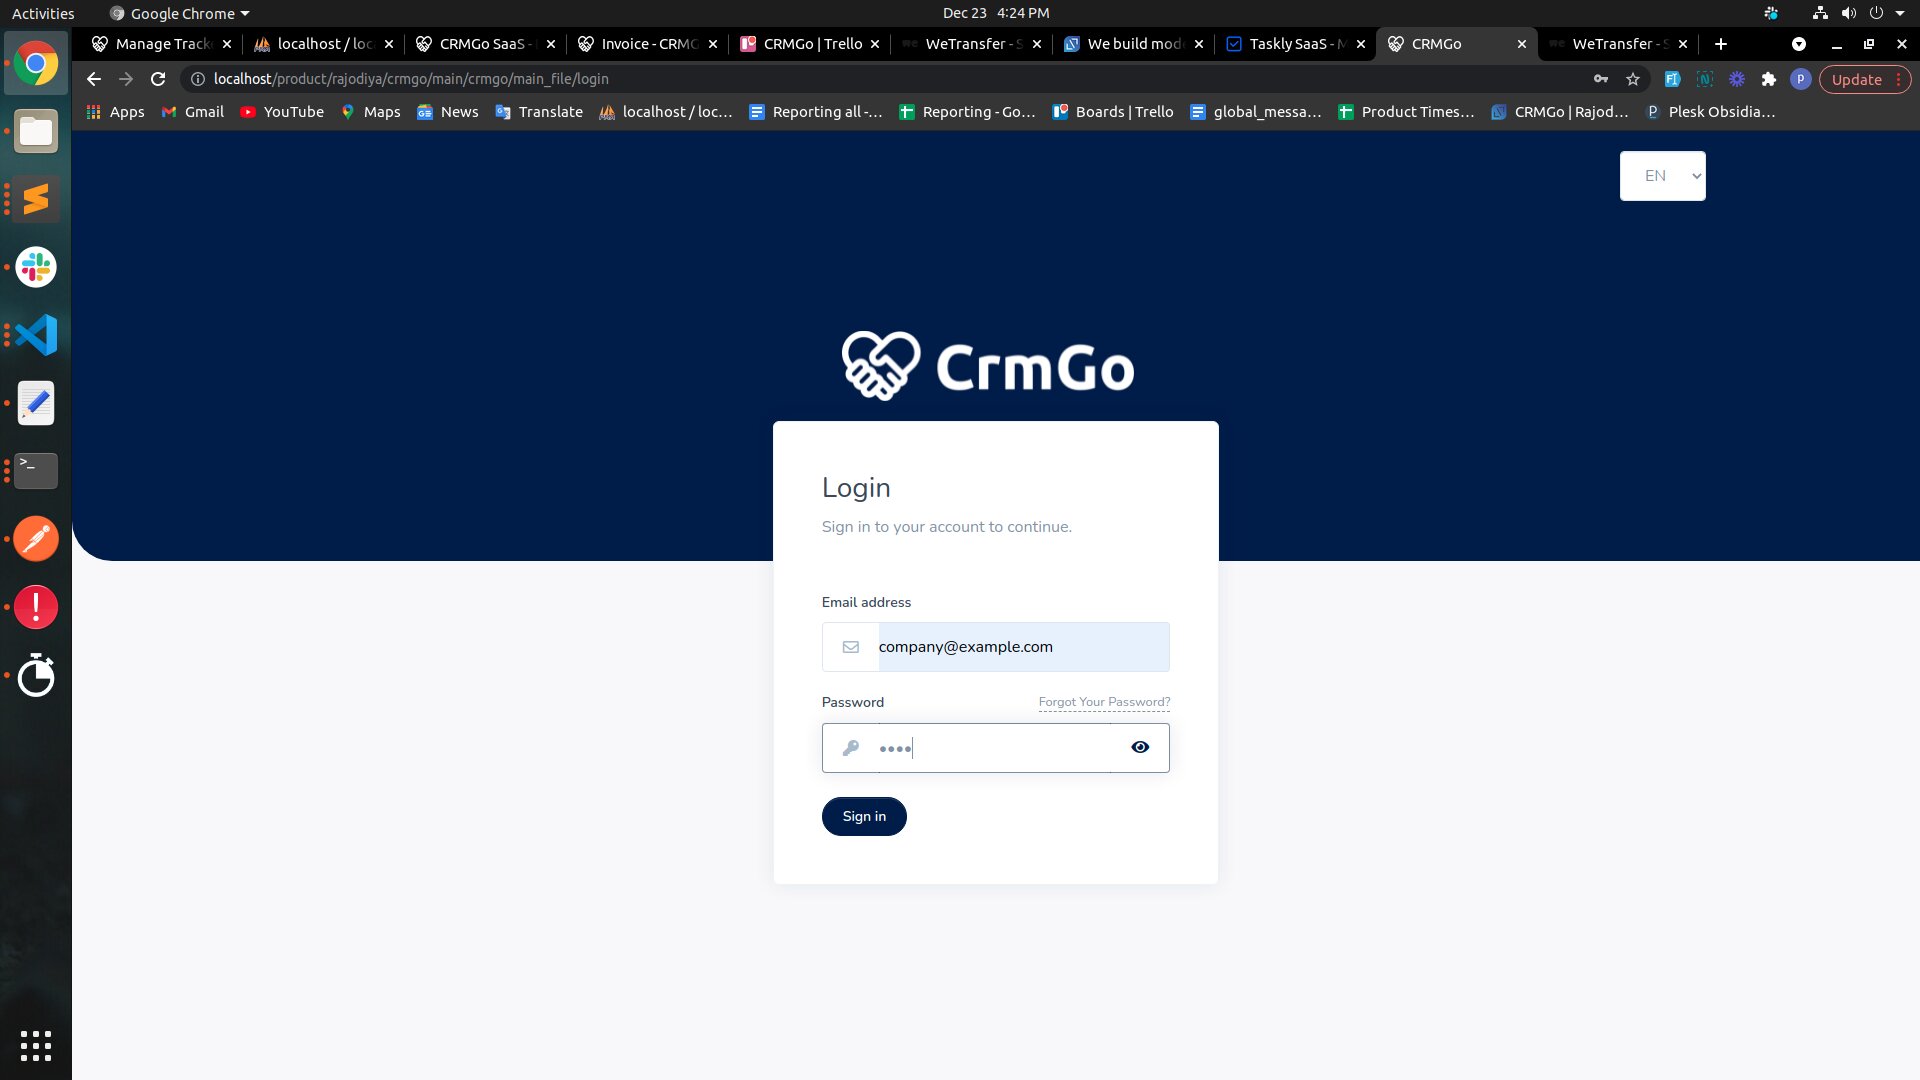 Activities
Google Chrome
Dec 23 4:24 PM
Manage Track
localhost / loc
CRMGo SaaS -
Invoice - CRMG
CRMGo | Trello
WeTransfer - S
We build mod
Taskly SaaS - M
CRMGo
WeTransfer - S
localhost/product/rajodiya/crmgo/main/crmgo/main_file/login
P
Update
Apps
Gmail
YouTube
Maps
News
Translate
localhost / loc...
Reporting all -...
Reporting - Go...
Boards | Trello
global_messa...
Product Times...
CRMGo | Rajod...
Plesk Obsidia...
EN
CrmGo
Login
Sign in to your account to continue.
Email address
company@example.com
Password
Forgot Your Password?
Sign in